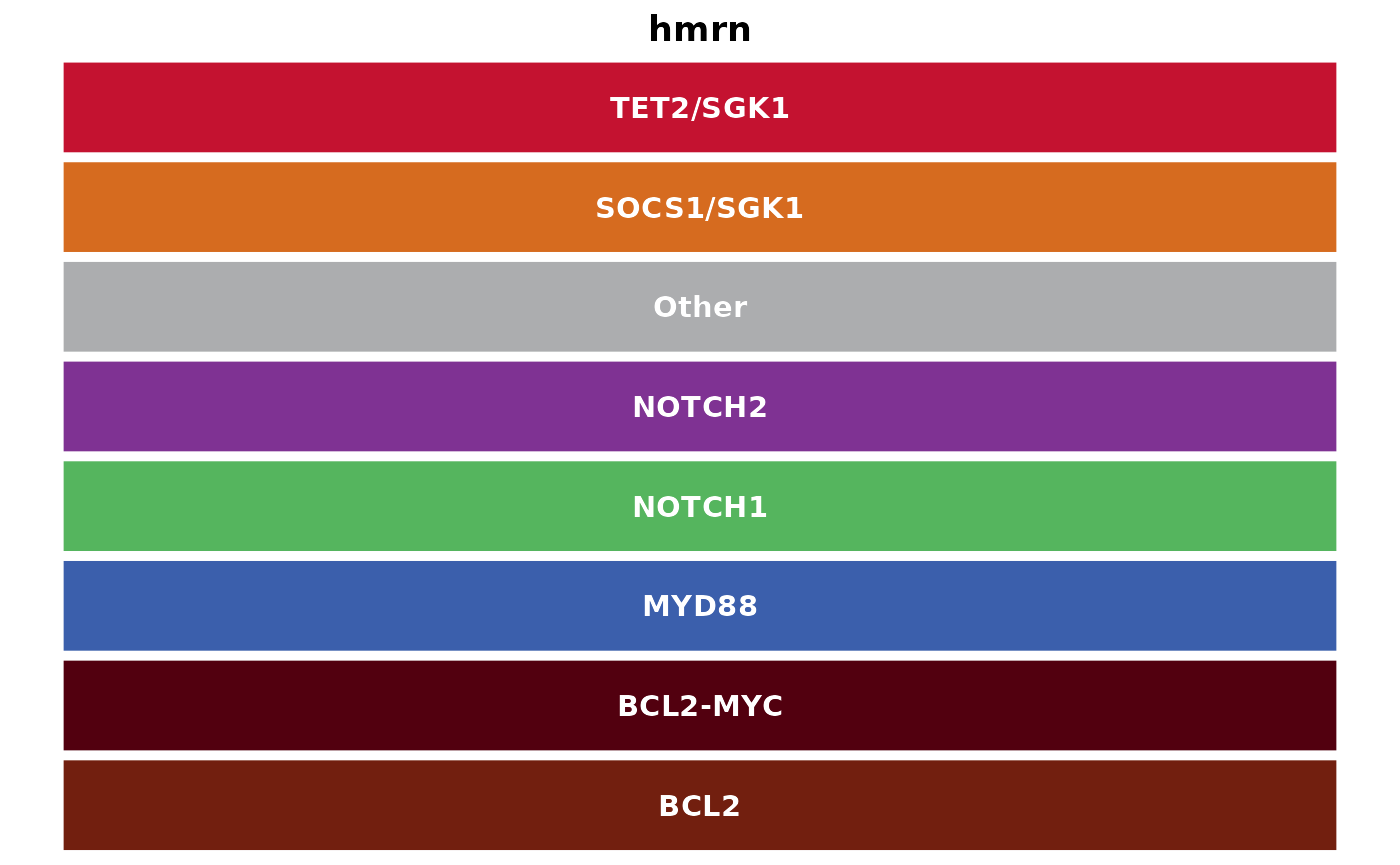 hmrn
TET2/SGK1
SOCS1/SGK1
Other
NOTCH2
NOTCH1
MYD88
BCL2-MYC
BCL2